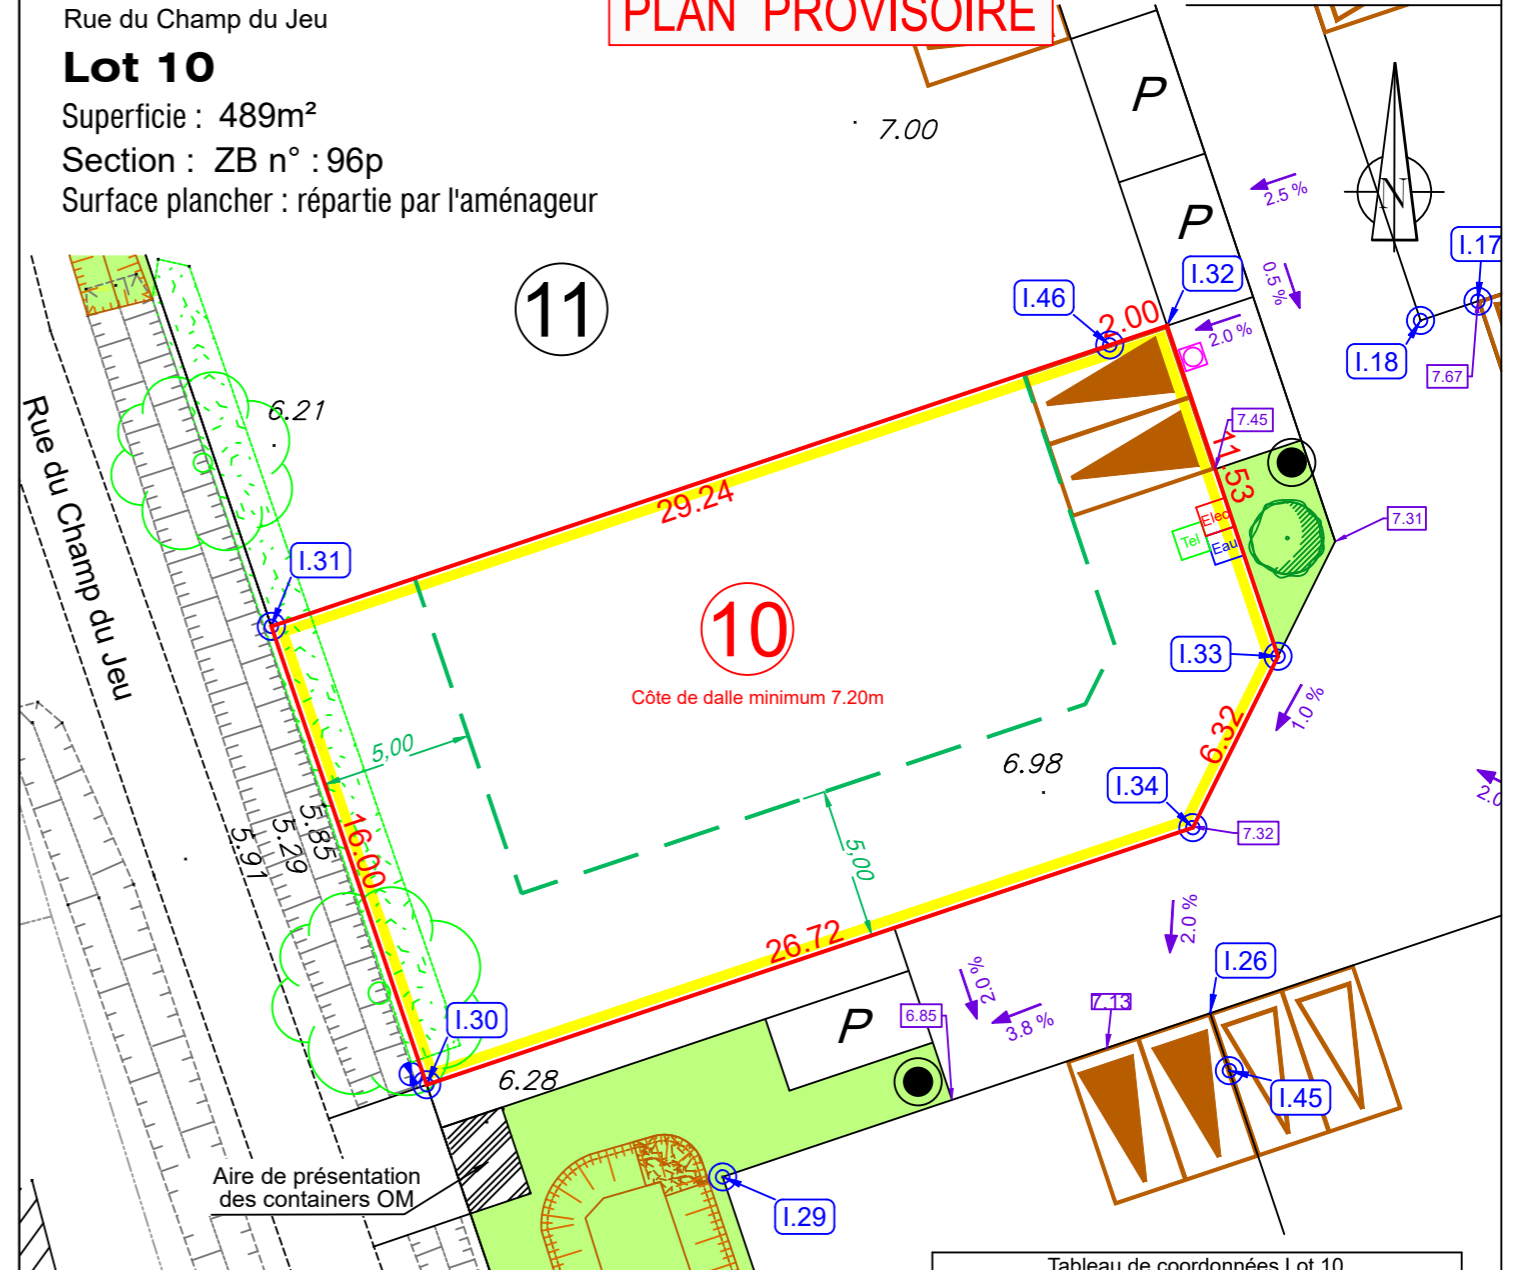 Rue du Champ du Jeu
PLAN PROVISOIRE
Lot 10
Superficie : 489m²
Section : ZB n° : 96p
Surface plancher : répartie par l'aménageur
P
7.00
P
2.5 %
N
I.17
I.32
0.5 %
I.46
11
2.00
2.0 %
I.18
7.67
6.21
7.45
Rue du Champ du Jeu
29.24
11.53
Elec
7.31
Tel
Eau
I.31
10
I.33
Côte de dalle minimum 7.20m
1.0 %
6.32
5,00
6.98
I.34
2.0
7.32
5.91
5.29
5.85
16.00
5,00
26.72
2.0 %
I.26
2.0 %
I.30
P
6.85
3.8 %
7.13
6.28
I.45
Aire de présentation
des containers OM
I.29
Tableau de coordonnées Lot 10